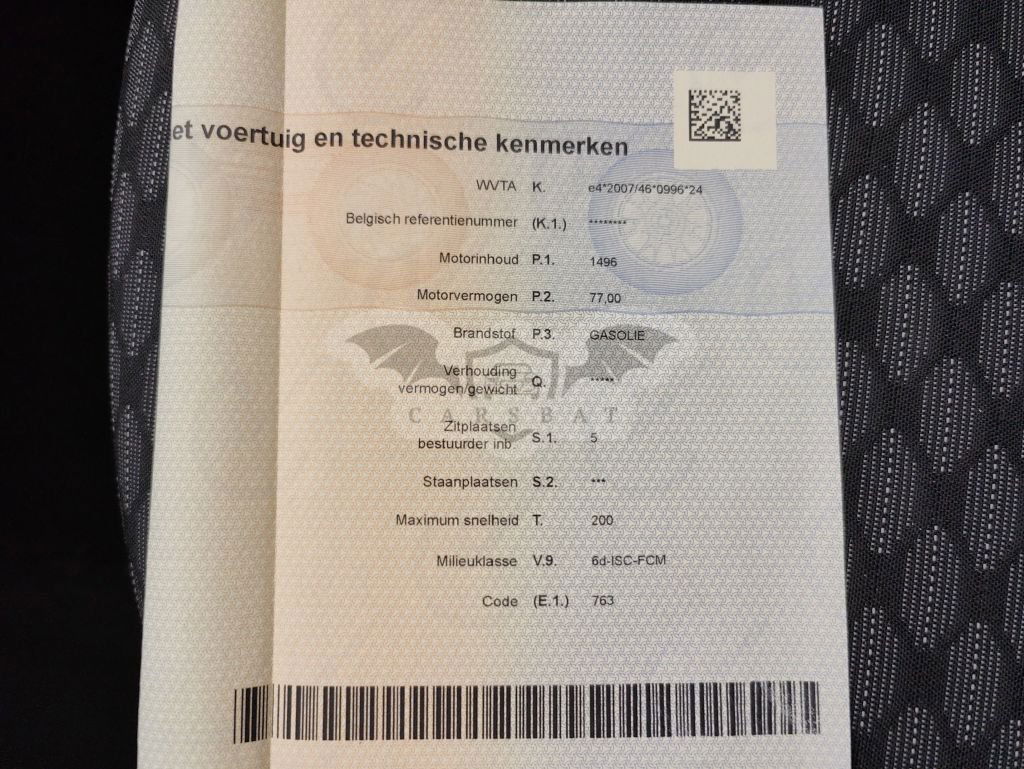 et voertuig en technische kenmerken
WVTA K. e4*2007/46*0996*24
Belgisch referentienummer (K.1.) ********
Motorinhoud P.1. 1496
Motorvermogen P.2. 77,00
Brandstof P.3. GASOLIE
Verhouding
vermogen/gewicht Q. *****
CARSBAT
Zitplaatsen
bestuurder inb. S.1. 5
Staanplaatsen S.2. ***
Maximum snelheid T. 200
Milieuklasse V.9. 6d-ISC-FCM
Code (E.1.) 763